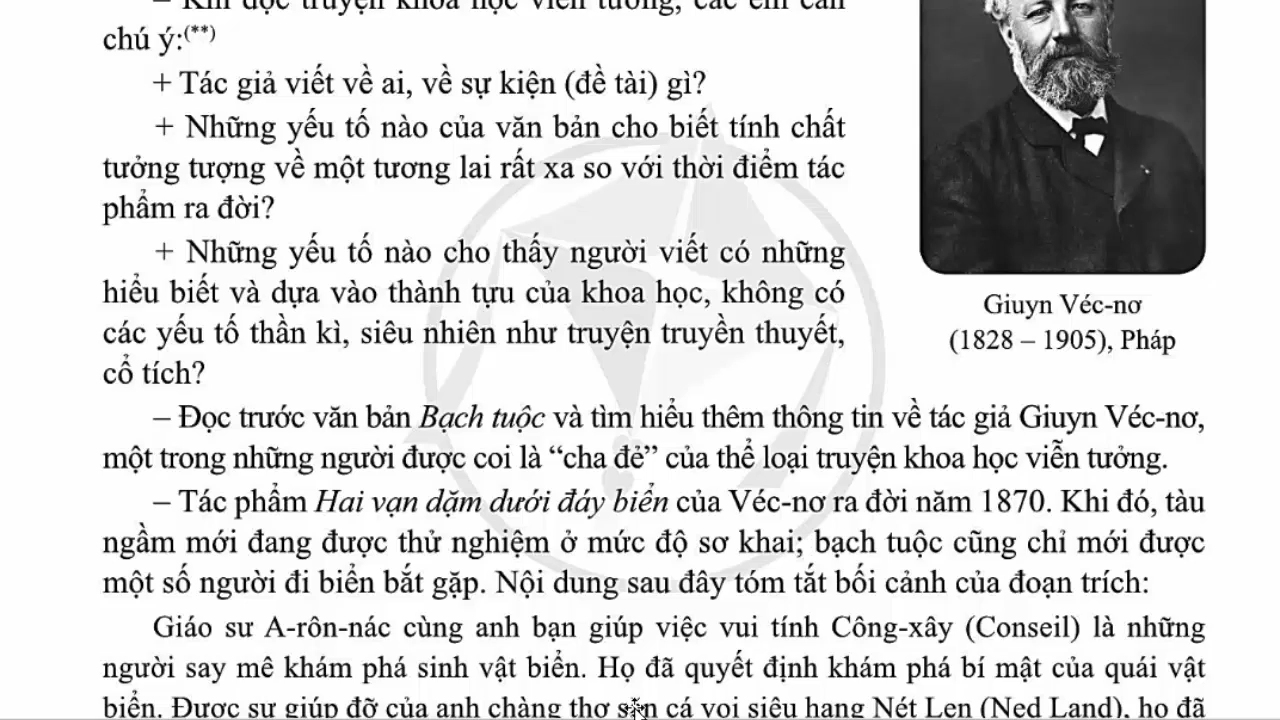 – Khi đọc truyện khoa học viễn tưởng, các em cần
chú ý:(**)
+ Tác giả viết về ai, về sự kiện (đề tài) gì?
+ Những yếu tố nào của văn bản cho biết tính chất
tưởng tượng về một tương lai rất xa so với thời điểm tác
phẩm ra đời?
+ Những yếu tố nào cho thấy người viết có những
hiểu biết và dựa vào thành tựu của khoa học, không có
các yếu tố thần kì, siêu nhiên như truyện truyền thuyết,
cổ tích?
Giuyn Véc-nơ
(1828 – 1905), Pháp
– Đọc trước văn bản Bạch tuộc và tìm hiểu thêm thông tin về tác giả Giuyn Véc-nơ,
một trong những người được coi là “cha đẻ” của thể loại truyện khoa học viễn tưởng.
– Tác phẩm Hai vạn dặm dưới đáy biển của Véc-nơ ra đời năm 1870. Khi đó, tàu
ngầm mới đang được thử nghiệm ở mức độ sơ khai; bạch tuộc cũng chỉ mới được
một số người đi biển bắt gặp. Nội dung sau đây tóm tắt bối cảnh của đoạn trích:
Giáo sư A-rôn-nác cùng anh bạn giúp việc vui tính Công-xây (Conseil) là những
người say mê khám phá sinh vật biển. Họ đã quyết định khám phá bí mật của quái vật
biển. Được sự giúp đỡ của anh chàng thợ săn cá voi siêu hạng Nét Len (Ned Land), họ đã